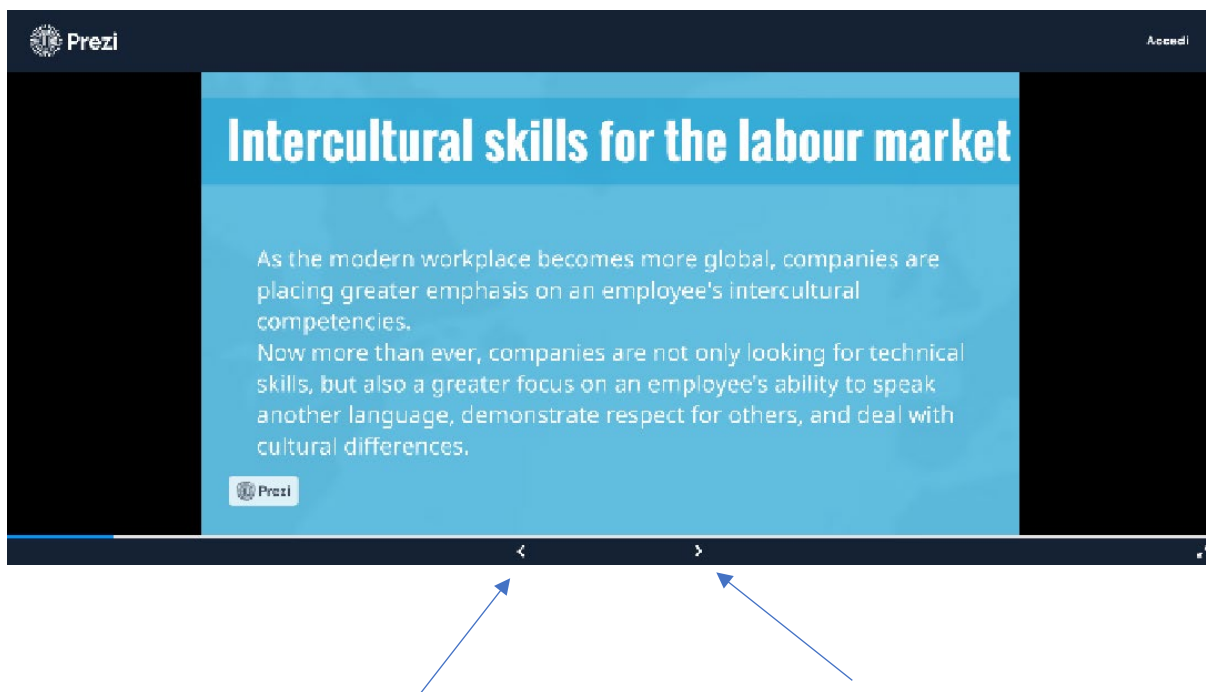 Prezi
Accedi
Intercultural skills for the labour market
As the modern workplace becomes more global, companies are
placing greater emphasis on an employee's intercultural
competencies.
Now more than ever, companies are not only looking for technical
skills, but also a greater focus on an employee's ability to speak
another language, demonstrate respect for others, and deal with
cultural differences.
Prezi